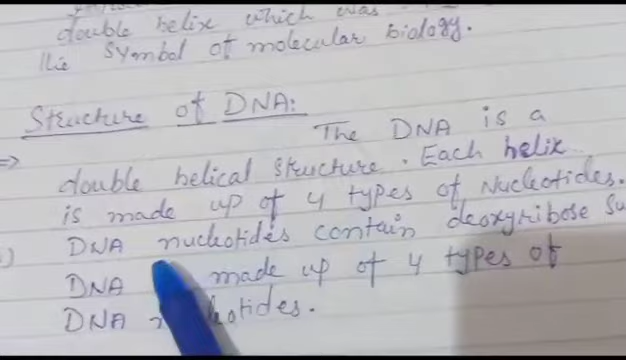 double helix which was
the symbol of molecular biology.
Structure of DNA:
The DNA is a
=> double helical structure. Each helix
is made up of 4 types of Nucleotides.
DNA nucleotides contain deoxyribose su
DNA made up of 4 types of
DNA nucleotides.